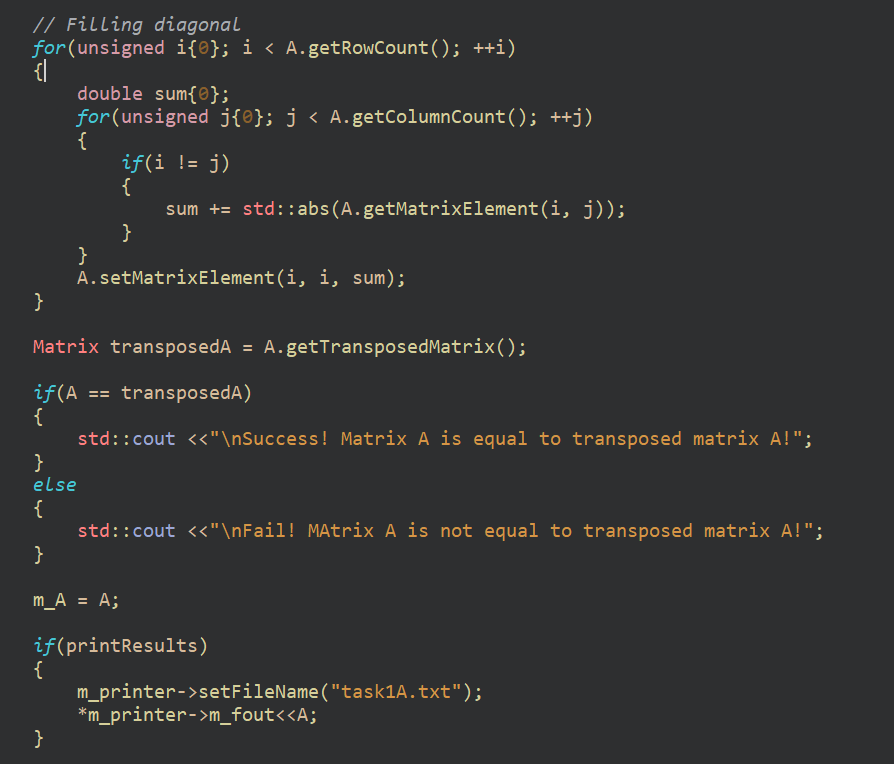 // Filling diagonal
for(unsigned i{0}; i < A.getRowCount(); ++i)
{
    double sum{0};
    for(unsigned j{0}; j < A.getColumnCount(); ++j)
    {
        if(i != j)
        {
            sum += std::abs(A.getMatrixElement(i, j));
        }
    }
    A.setMatrixElement(i, i, sum);
}

Matrix transposedA = A.getTransposedMatrix();

if(A == transposedA)
{
    std::cout <<"\nSuccess! Matrix A is equal to transposed matrix A!";
}
else
{
    std::cout <<"\nFail! MAtrix A is not equal to transposed matrix A!";
}

m_A = A;

if(printResults)
{
    m_printer->setFileName("task1A.txt");
    *m_printer->m_fout<<A;
}